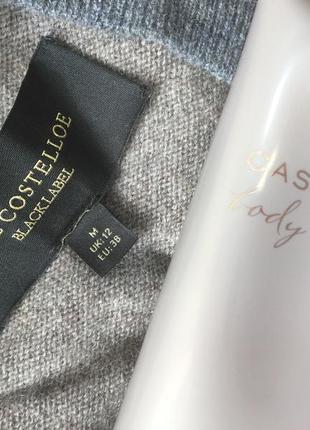 COSTELLOE
BLACK LABEL
M
UK:12
EU:38
CAS
body